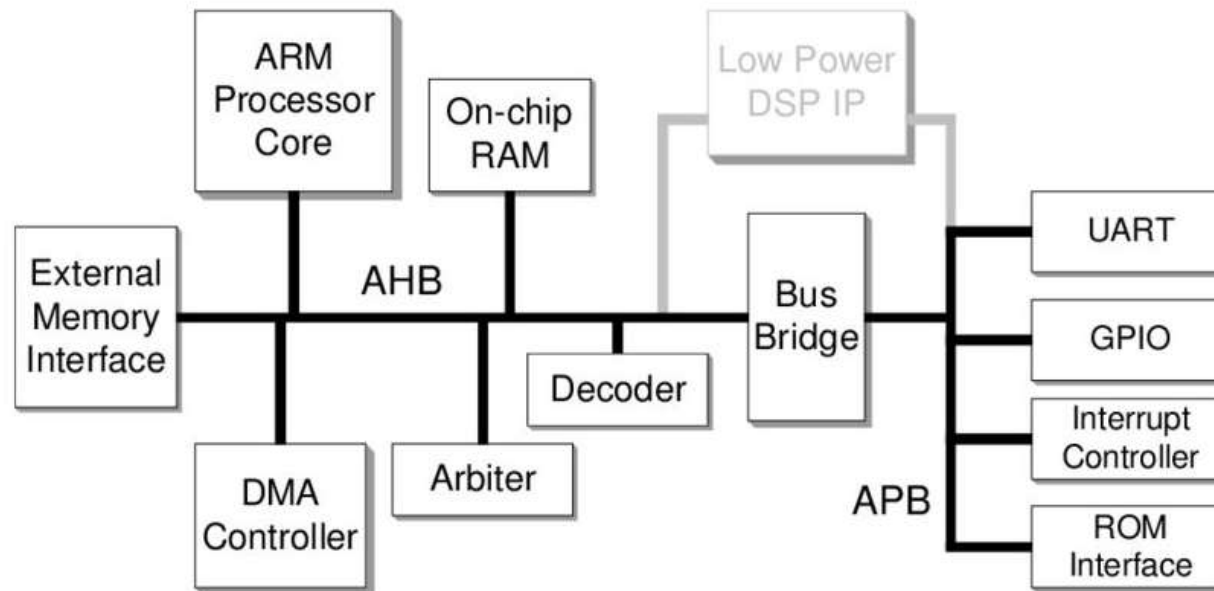 ARM
Processor
Core
On-chip
RAM
Low Power
DSP IP
External
Memory
Interface
AHB
Bus
Bridge
UART
GPIO
Decoder
DMA
Controller
Arbiter
APB
Interrupt
Controller
ROM
Interface